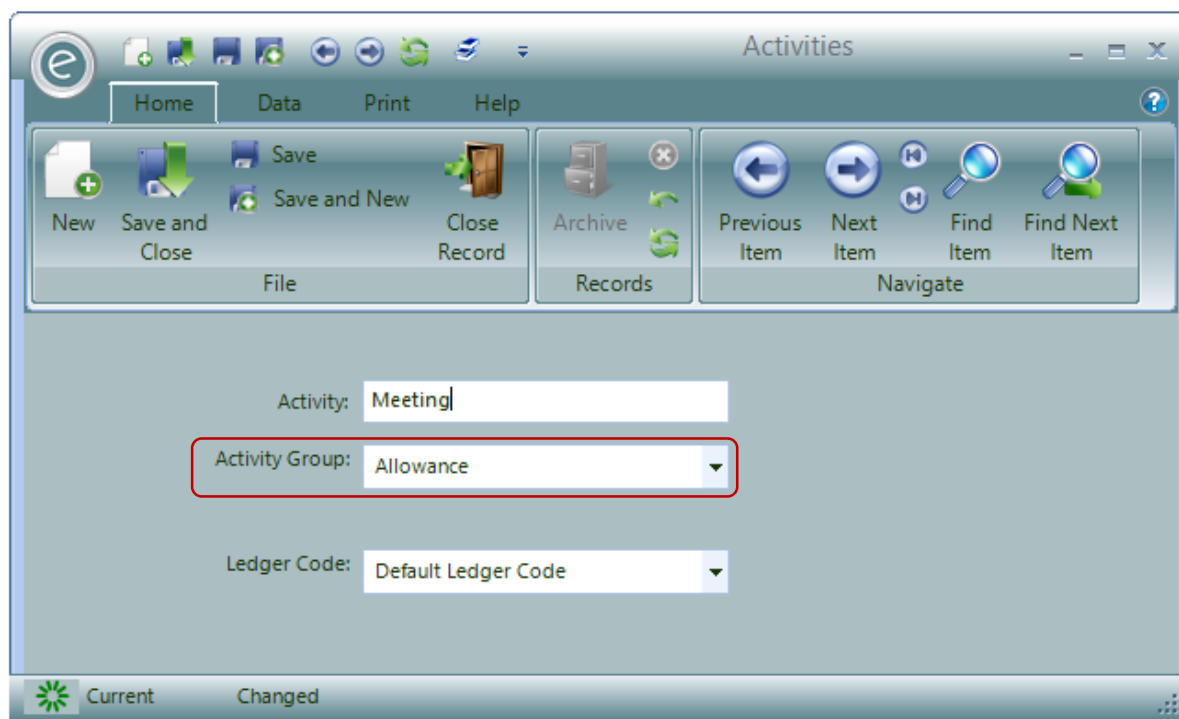 Activities
Home Data Print Help
New
Save and
Close
Save
Save and New
Close
Record
File
Archive
Records
Previous
Item
Next
Item
Find
Item
Find Next
Item
Navigate
Activity: Meeting
Activity Group: Allowance
Ledger Code: Default Ledger Code
Current Changed